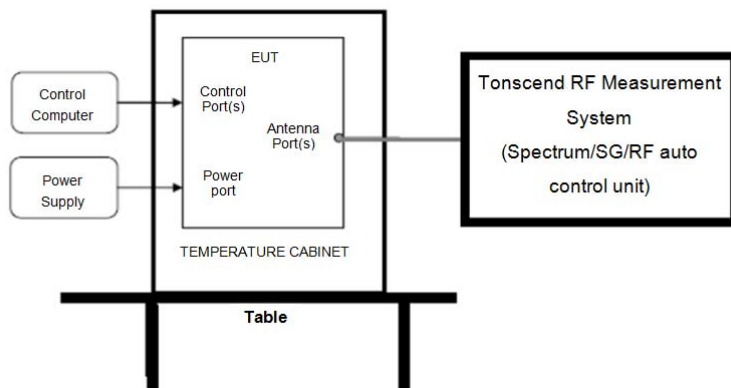 EUT
Control
Computer
Control
Port(s)
Antenna
Port(s)
Power
Supply
Power
port
TEMPERATURE CABINET
Table
Tonscend RF Measurement
System
(Spectrum/SG/RF auto
control unit)